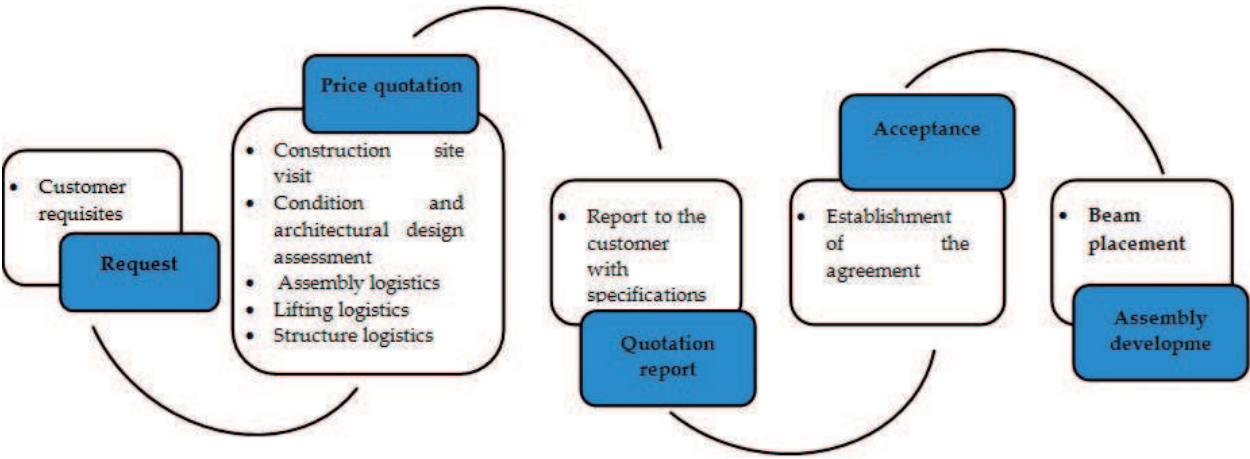 Customer
requisites
Request
Price quotation
• Construction site
visit
• Condition and
architectural design
assessment
• Assembly logistics
• Lifting logistics
• Structure logistics
• Report to the
customer
with
specifications
Quotation
report
Acceptance
• Establishment
of the
agreement
• Beam
placement
Assembly
developme